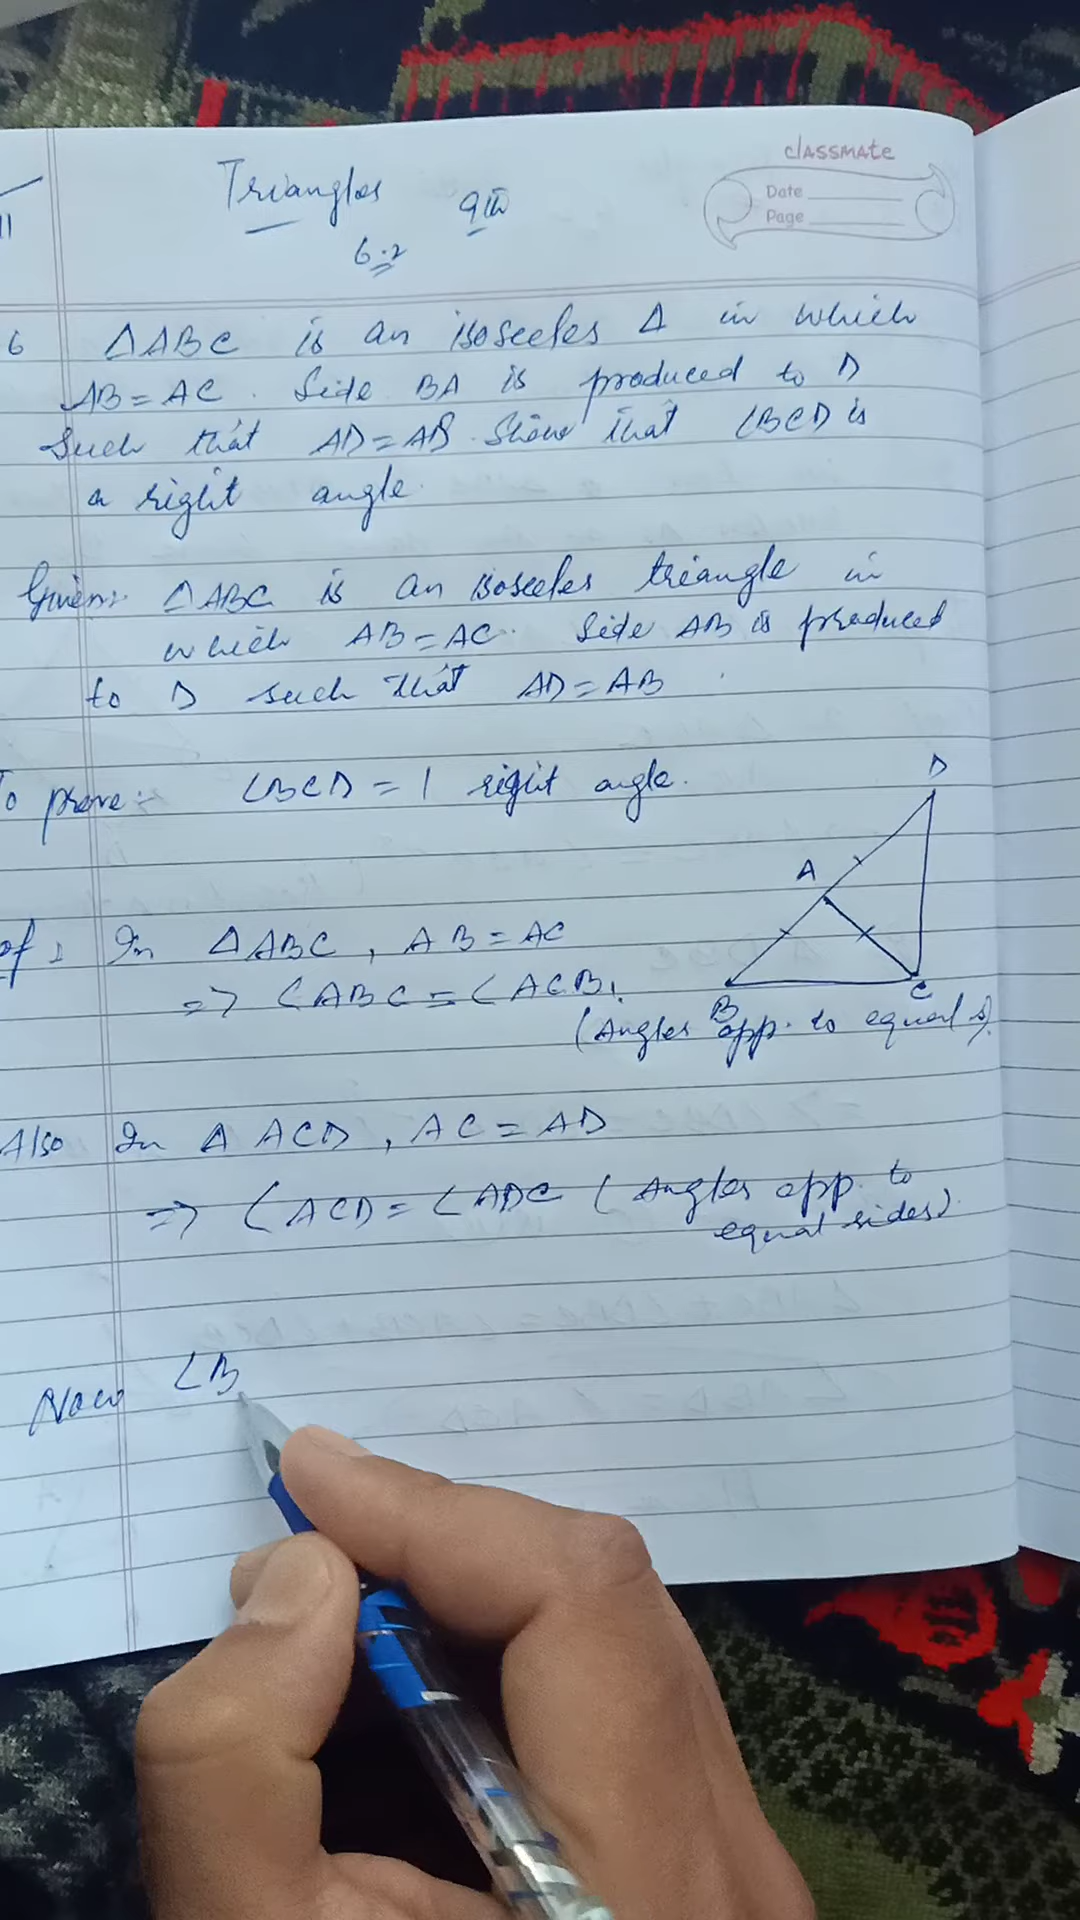 classmate
Date
Page
Triangles 9th
6.2
11
6 ΔABC is an isosceles Δ in which
AB = AC. Side BA is produced to D
such that AD = AB. Show that ∠BCD is
a right angle.
Given:- ΔABC is an isosceles triangle in
which AB = AC. Side AB is produced
to D such that AD = AB
To prove:- ∠BCD = 1 right angle.
D
A
of : In ΔABC, AB = AC
=> ∠ABC = ∠ACB,
B C
(Angles opp. to equal s).
Also In Δ ACD, AC = AD
=> ∠ACD = ∠ADC (Angles opp. to
equal sides).
Now ∠B